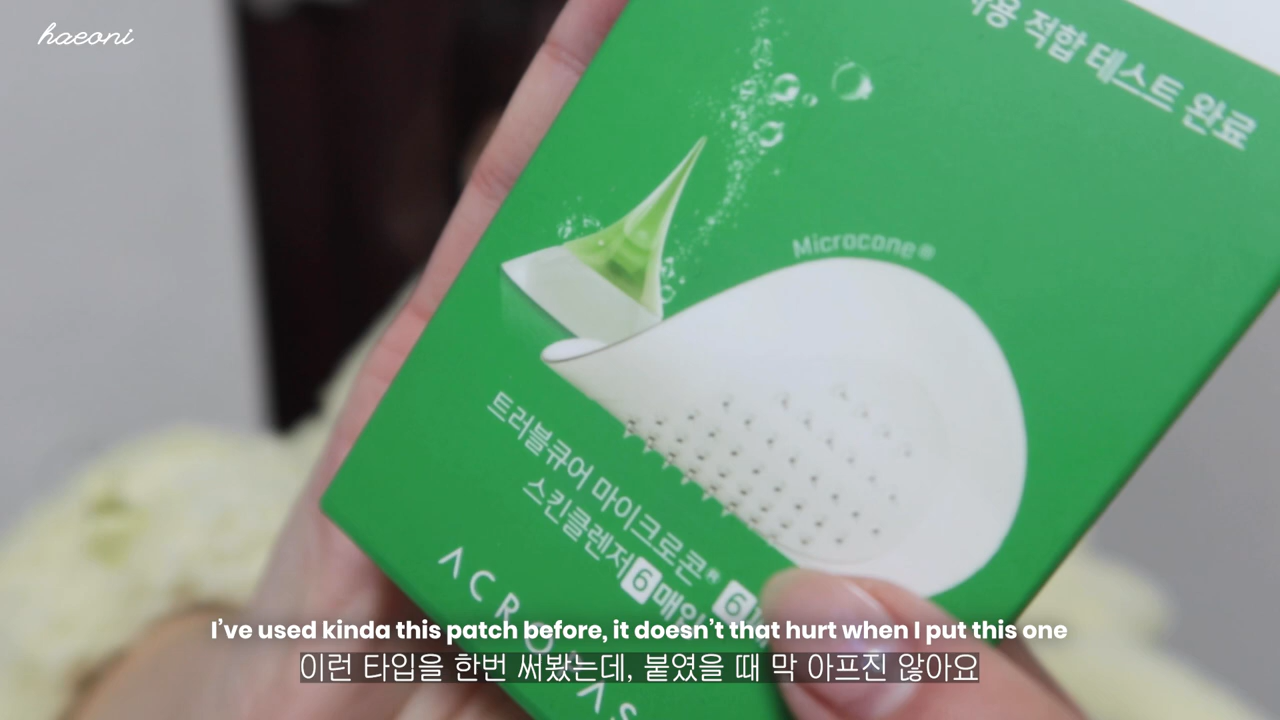 haeoni
적합 테스트 완료
Microcone®
트러블큐어 마이크로콘®
스킨클렌저 6매입
I’ve used kinda this patch before, it doesn’t that hurt when I put this one
이런 타입을 한번 써봤는데, 붙였을 때 막 아프진 않아요